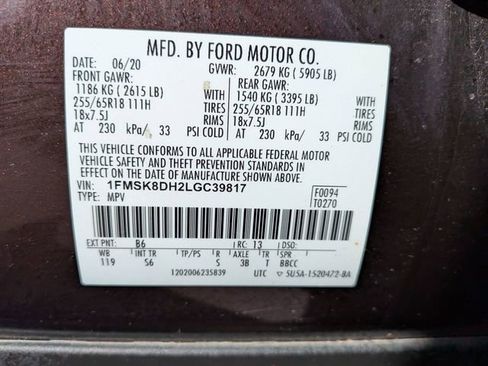 MFD. BY FORD MOTOR CO.
DATE: 06/20 GVWR: 2679 KG ( 5905 LB)
FRONT GAWR: REAR GAWR:
1186 KG ( 2615 LB) 1540 KG ( 3395 LB)
255/65R18 111H WITH TIRES 255/65R18 111H WITH TIRES
18x7.5J RIMS 18x7.5J RIMS
AT 230 kPa/ 33 PSI COLD AT 230 kPa/ 33 PSI COLD
THIS VEHICLE CONFORMS TO ALL APPLICABLE FEDERAL MOTOR
VEHICLE SAFETY AND THEFT PREVENTION STANDARDS IN
EFFECT ON THE DATE OF MANUFACTURE SHOWN ABOVE.
VIN: 1FMSK8DH2LGC39817 F0094
TYPE: MPV T0270
EXT PNT: B6 RC: 13 DSO:
WB INT TR TP/PS R AXLE TR SPR
119 S6 S 3B T 8BCC
1202006235839 UTC ▽ 5U5A-1520472-BA